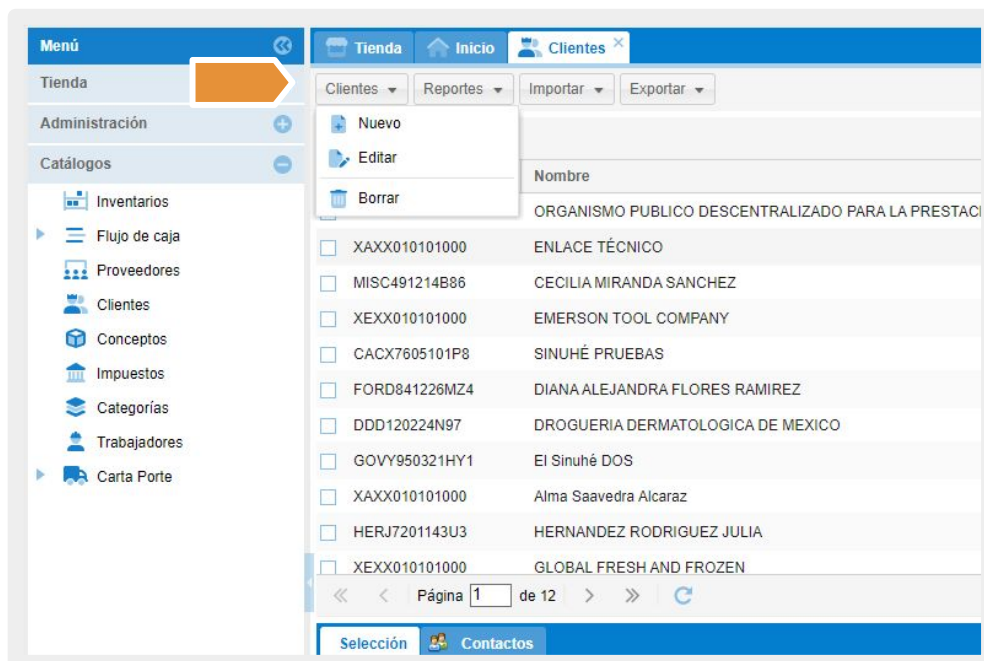 Menú
Tienda Inicio Clientes
Tienda
Clientes Reportes Importar Exportar
Administración
Nuevo
Editar
Borrar
Catálogos
Inventarios
Flujo de caja
Proveedores
Clientes
Conceptos
Impuestos
Categorías
Trabajadores
Carta Porte
Nombre
ORGANISMO PUBLICO DESCENTRALIZADO PARA LA PRESTACI
XAXX010101000 ENLACE TÉCNICO
MISC491214B86 CECILIA MIRANDA SANCHEZ
XEXX010101000 EMERSON TOOL COMPANY
CACX7605101P8 SINUHÉ PRUEBAS
FORD841226MZ4 DIANA ALEJANDRA FLORES RAMIREZ
DDD120224N97 DROGUERIA DERMATOLOGICA DE MEXICO
GOVY950321HY1 El Sinuhé DOS
XAXX010101000 Alma Saavedra Alcaraz
HERJ7201143U3 HERNANDEZ RODRIGUEZ JULIA
XEXX010101000 GLOBAL FRESH AND FROZEN
Página 1 de 12
Selección Contactos